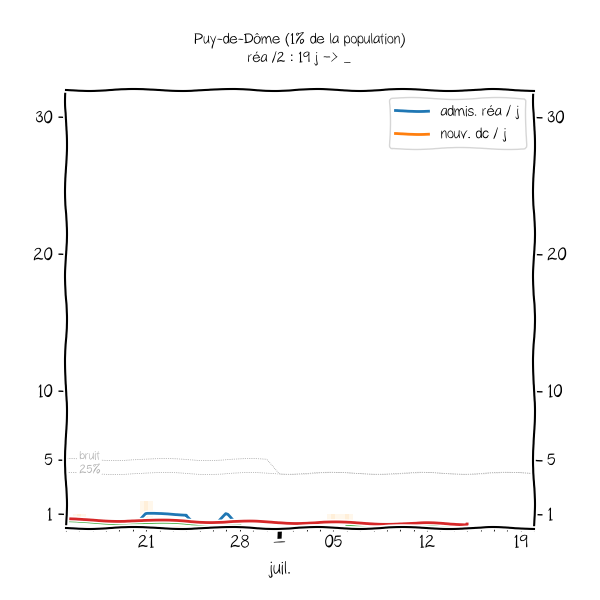 Puy-de-Dôme (1% de la population)
réa /2 : 19 j -> _
admis. réa / j
nouv. dc / j
30
30
20
20
10
10
5
5
bruit
25%
1
1
21
28
05
12
19
juil.